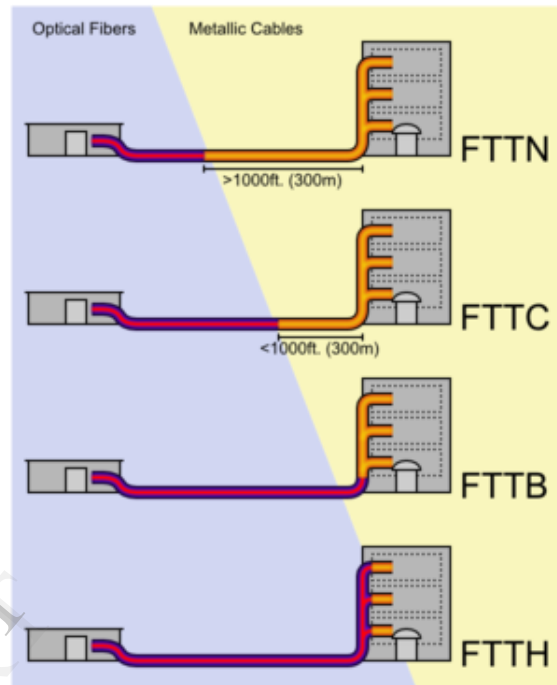 Optical Fibers Metallic Cables
FTTN
>1000ft. (300m)
FTTC
<1000ft. (300m)
FTTB
FTTH